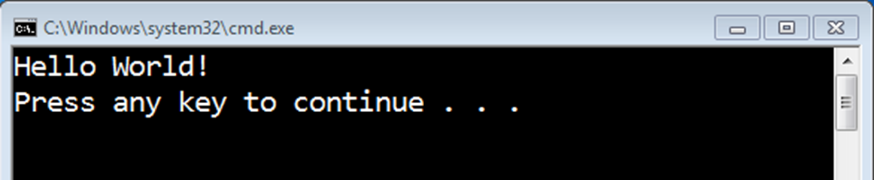 C:\Windows\system32\cmd.exe
Hello World!
Press any key to continue . . .